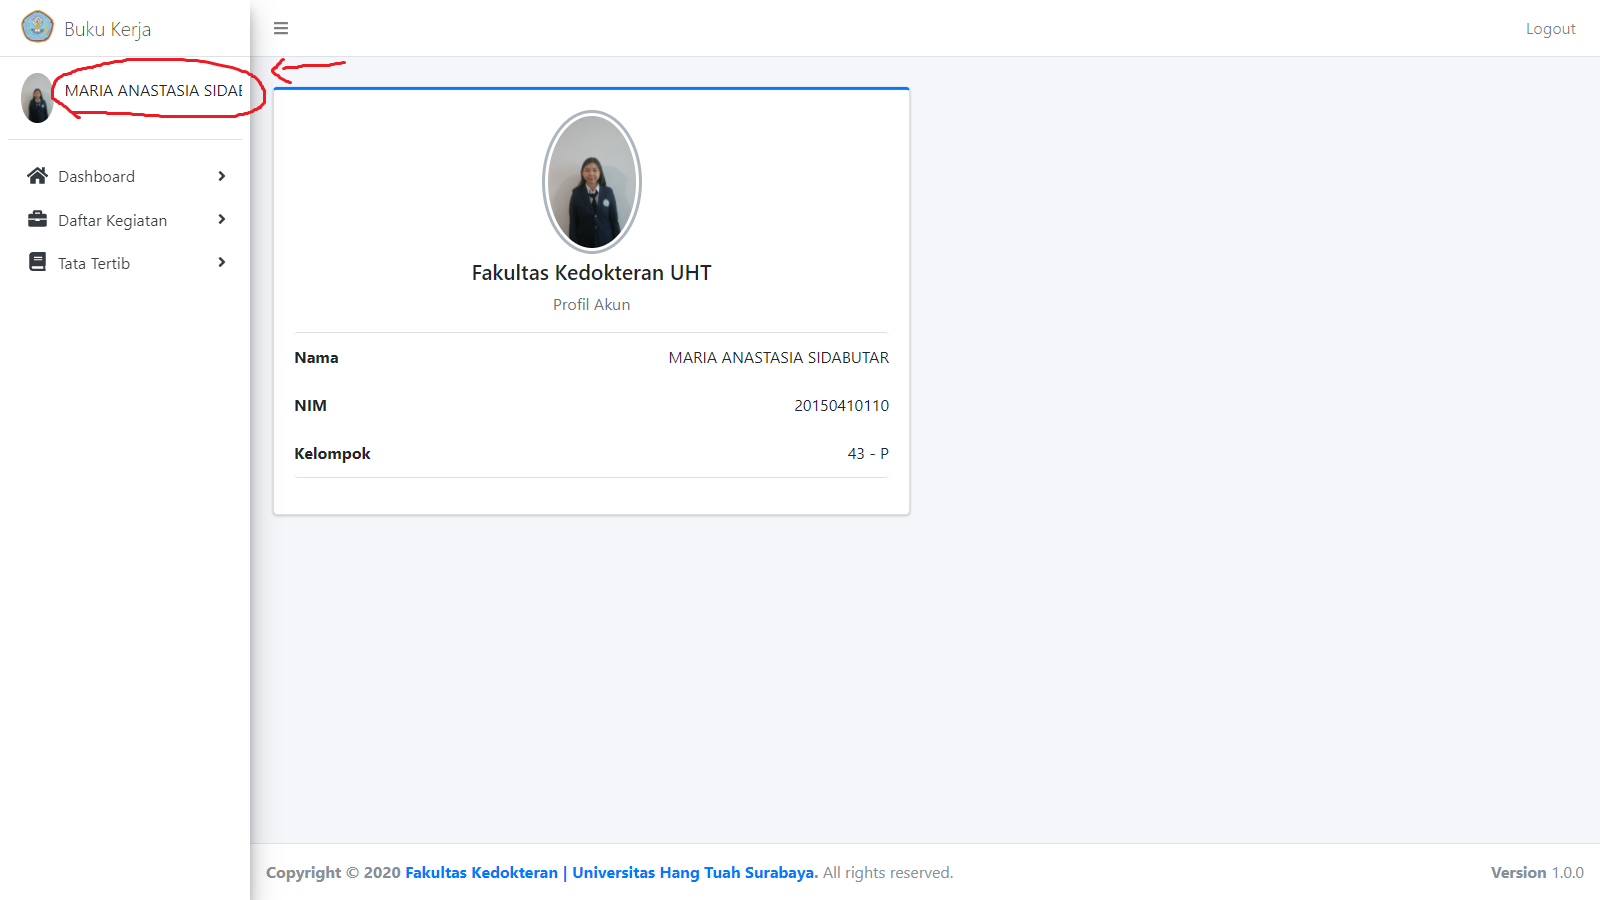 Buku Kerja
Logout
MARIA ANASTASIA SIDAB
Dashboard
Daftar Kegiatan
Tata Tertib
Fakultas Kedokteran UHT
Profil Akun
Nama MARIA ANASTASIA SIDABUTAR
NIM 20150410110
Kelompok 43 - P
Copyright © 2020 Fakultas Kedokteran | Universitas Hang Tuah Surabaya. All rights reserved.
Version 1.0.0